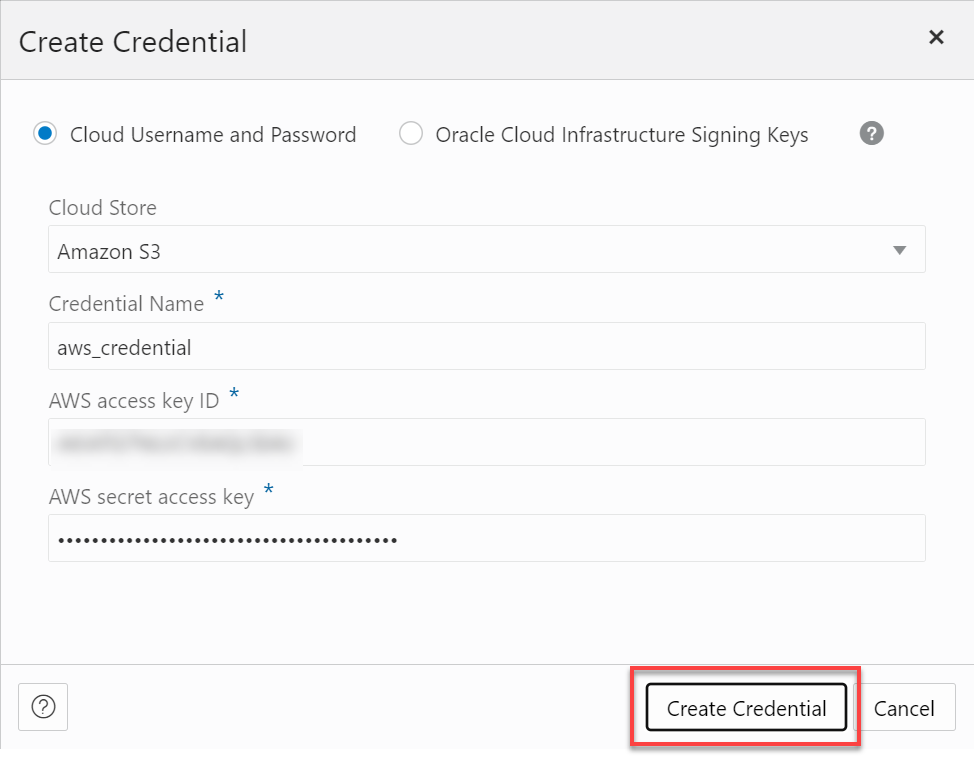 Create Credential
Cloud Username and Password Oracle Cloud Infrastructure Signing Keys ?
Cloud Store
Amazon S3
Credential Name *
aws_credential
AWS access key ID *
AWS secret access key *
••••••••••••••••••••••••••••••••••••••••
? Create Credential Cancel